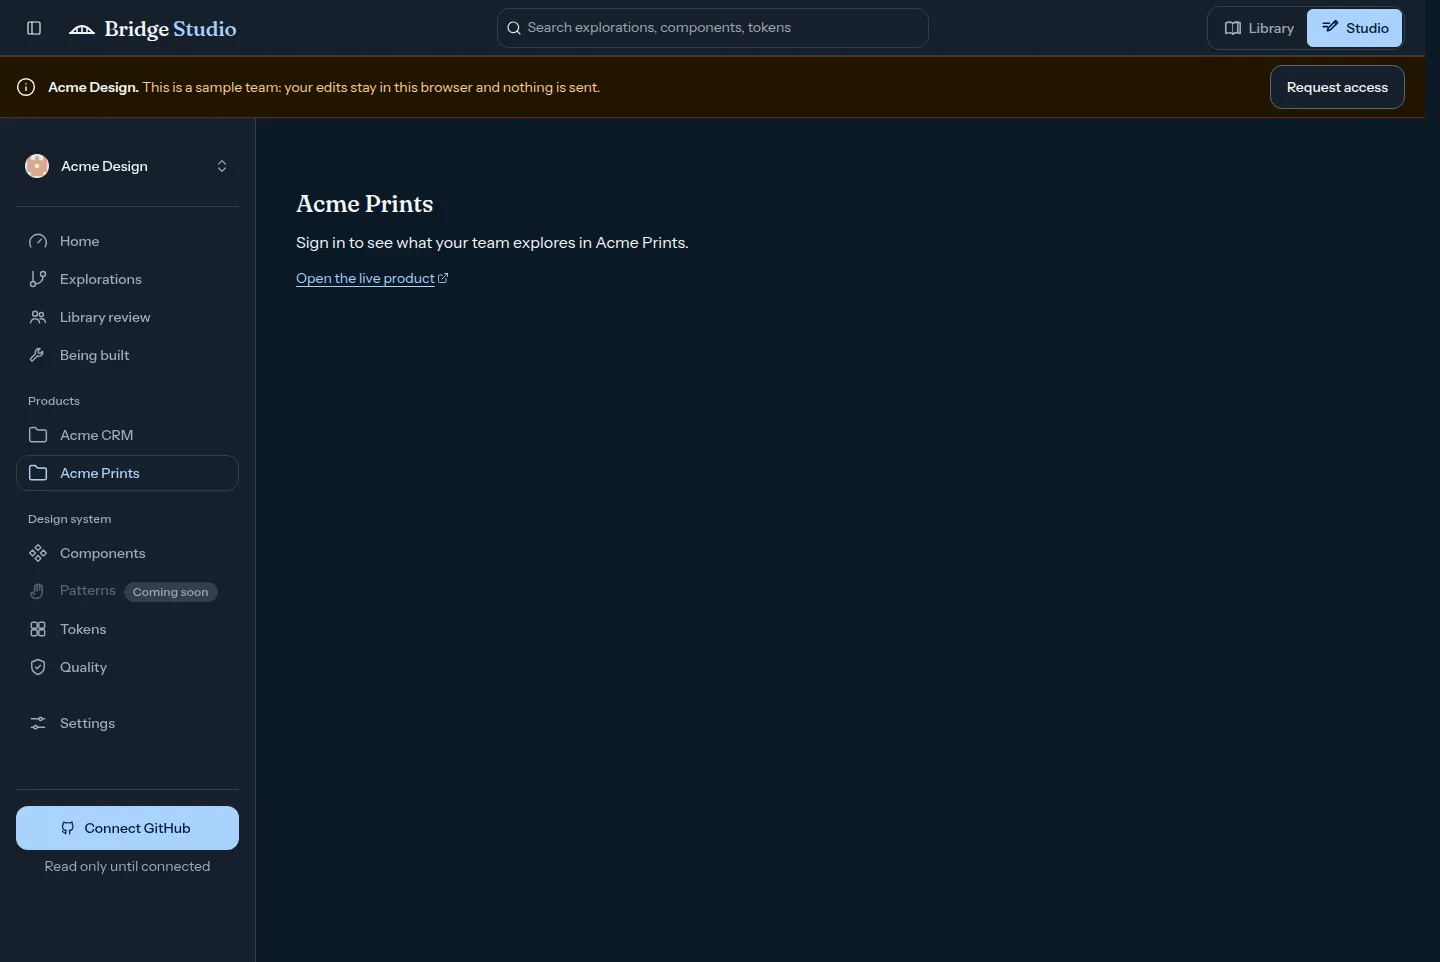 Bridge Studio
Search explorations, components, tokens
Library
Studio
Acme Design. This is a sample team: your edits stay in this browser and nothing is sent.
Request access
Acme Design
Home
Explorations
Library review
Being built
Products
Acme CRM
Acme Prints
Design system
Components
Patterns Coming soon
Tokens
Quality
Settings
Connect GitHub
Read only until connected
Acme Prints
Sign in to see what your team explores in Acme Prints.
Open the live product